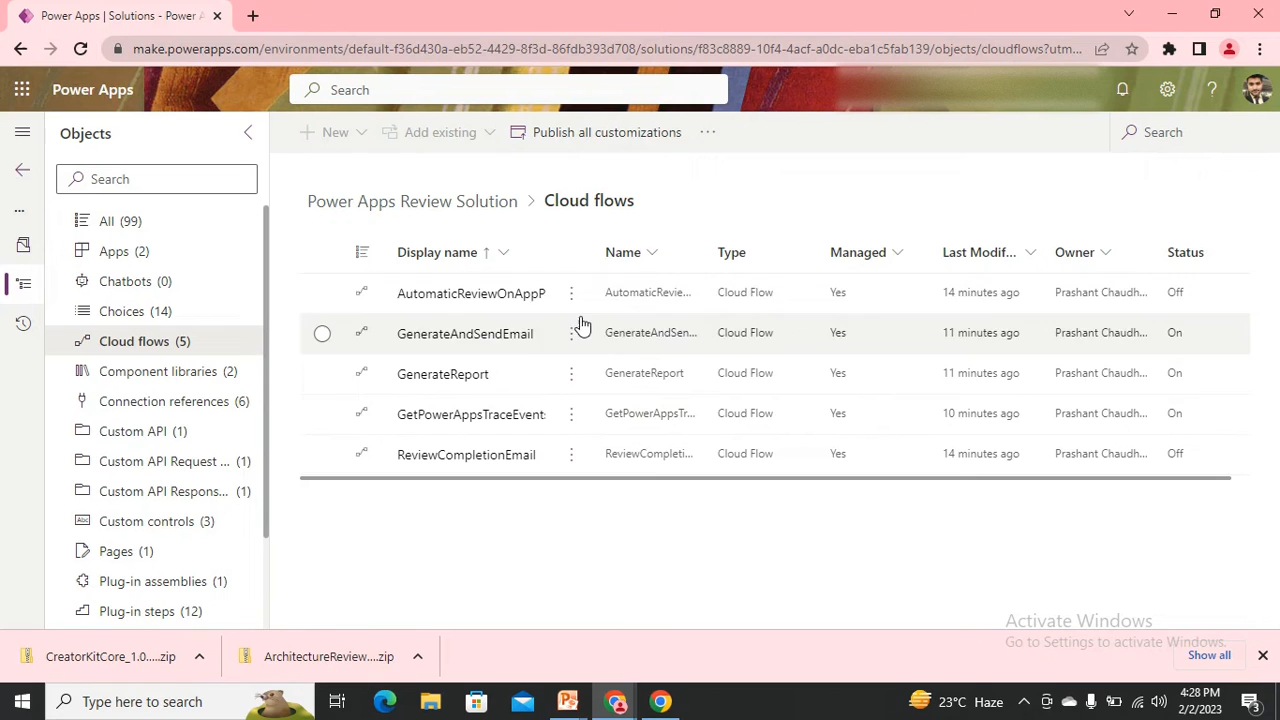 Power Apps | Solutions - Power A
make.powerapps.com/environments/default-f36d430a-eb52-4429-8f3d-86fdb393d708/solutions/f83c8889-10f4-4acf-a0dc-eba1c5fab139/objects/cloudflows?utm...
Power Apps
Search
Objects
New
Add existing
Publish all customizations
Search
Search
Power Apps Review Solution > Cloud flows
All (99)
Apps (2)
Chatbots (0)
Choices (14)
Cloud flows (5)
Component libraries (2)
Connection references (6)
Custom API (1)
Custom API Request ... (1)
Custom API Respons... (1)
Custom controls (3)
Pages (1)
Plug-in assemblies (1)
Plug-in steps (12)
Display name ↑ Name Type Managed Last Modif... Owner Status
AutomaticReviewOnAppP AutomaticRevie... Cloud Flow Yes 14 minutes ago Prashant Chaudh... Off
GenerateAndSendEmail GenerateAndSen... Cloud Flow Yes 11 minutes ago Prashant Chaudh... On
GenerateReport GenerateReport Cloud Flow Yes 11 minutes ago Prashant Chaudh... On
GetPowerAppsTraceEvent: GetPowerAppsTr... Cloud Flow Yes 10 minutes ago Prashant Chaudh... On
ReviewCompletionEmail ReviewCompleti... Cloud Flow Yes 14 minutes ago Prashant Chaudh... Off
Activate Windows
Go to Settings to activate Windows.
CreatorKitCore_1.0.....zip
ArchitectureReview....zip
Show all
Type here to search
23°C Haze
4:28 PM
2/2/2023
3